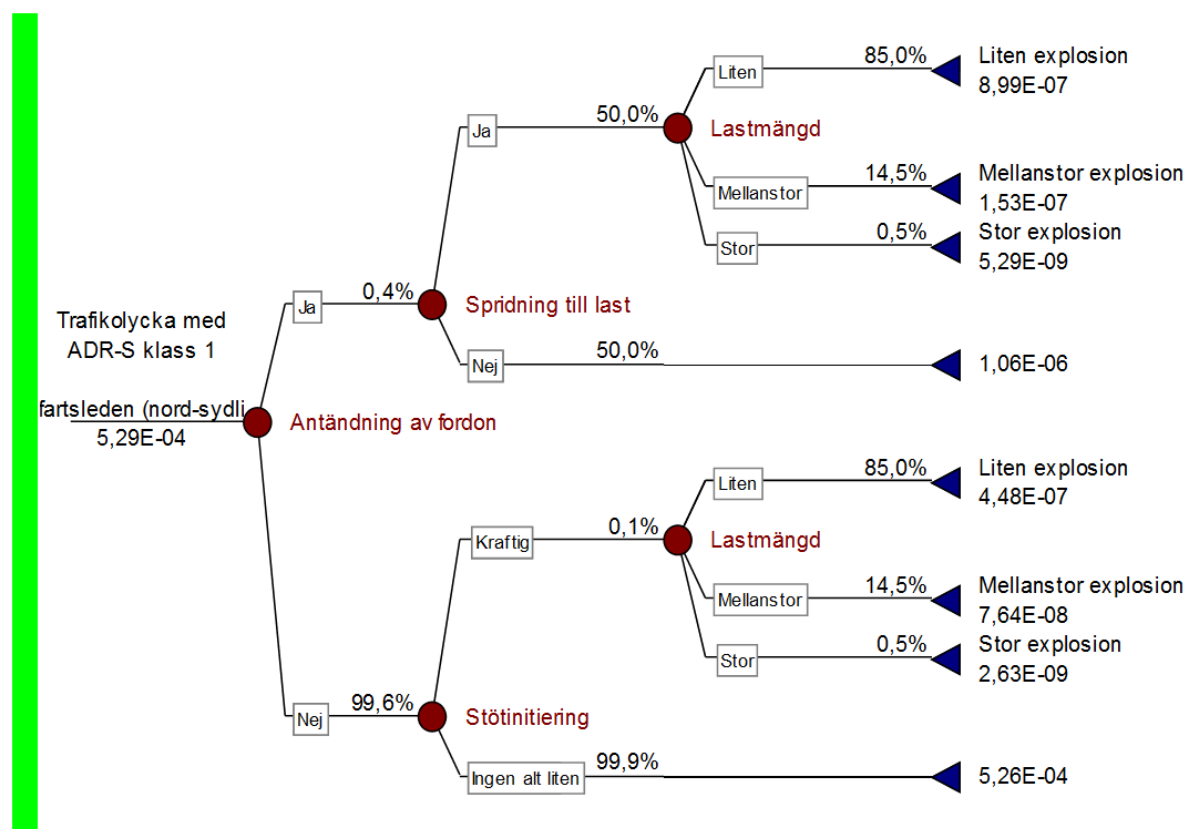 Trafikolycka med
ADR-S klass 1
fartsleden (nord-sydli
5,29E-04
Antändning av fordon
Ja
0,4%
Spridning till last
Ja
50,0%
Lastmängd
Liten
85,0%
Liten explosion
8,99E-07
Mellanstor
14,5%
Mellanstor explosion
1,53E-07
Stor
0,5%
Stor explosion
5,29E-09
Nej
50,0%
1,06E-06
Nej
99,6%
Stötinitiering
Kraftig
0,1%
Lastmängd
Liten
85,0%
Liten explosion
4,48E-07
Mellanstor
14,5%
Mellanstor explosion
7,64E-08
Stor
0,5%
Stor explosion
2,63E-09
Ingen alt liten
99,9%
5,26E-04